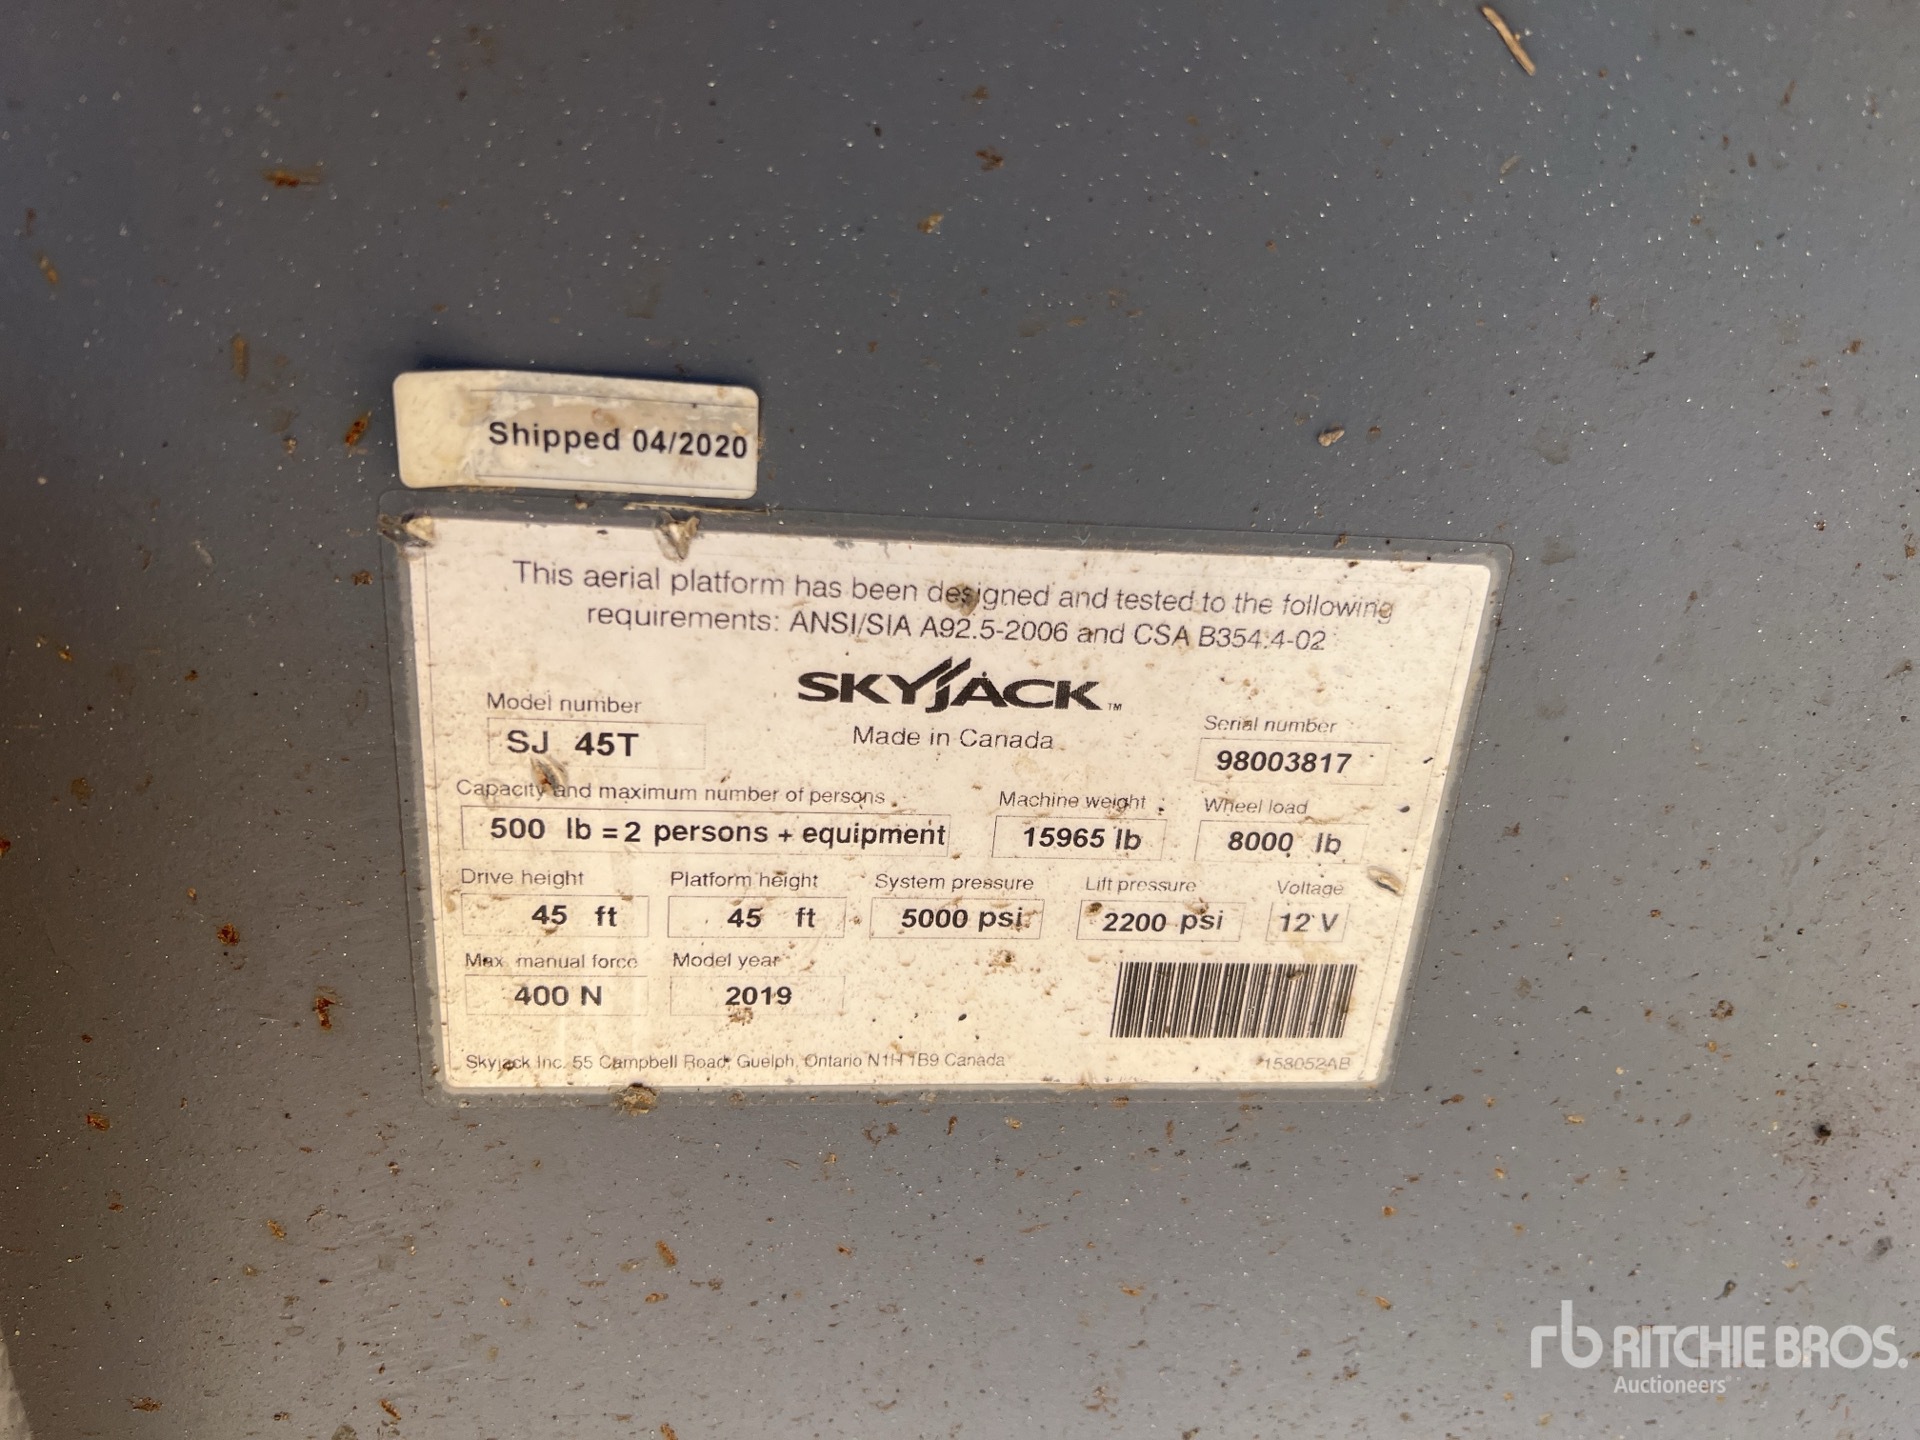 Shipped 04/2020
This aerial platform has been designed and tested to the following
requirements: ANSI/SIA A92.5-2006 and CSA B354.4-02
SKYJACK™
Made in Canada
Model number
SJ 45T
Serial number
98003817
Capacity and maximum number of persons
500 lb = 2 persons + equipment
Machine weight
15965 lb
Wheel load
8000 lb
Drive height
45 ft
Platform height
45 ft
System pressure
5000 psi
Lift pressure
2200 psi
Voltage
12 V
Max. manual force
400 N
Model year
2019
Skyjack Inc. 55 Campbell Road, Guelph, Ontario N1H 1B9 Canada
158052AB
rb RITCHIE BROS.
Auctioneers